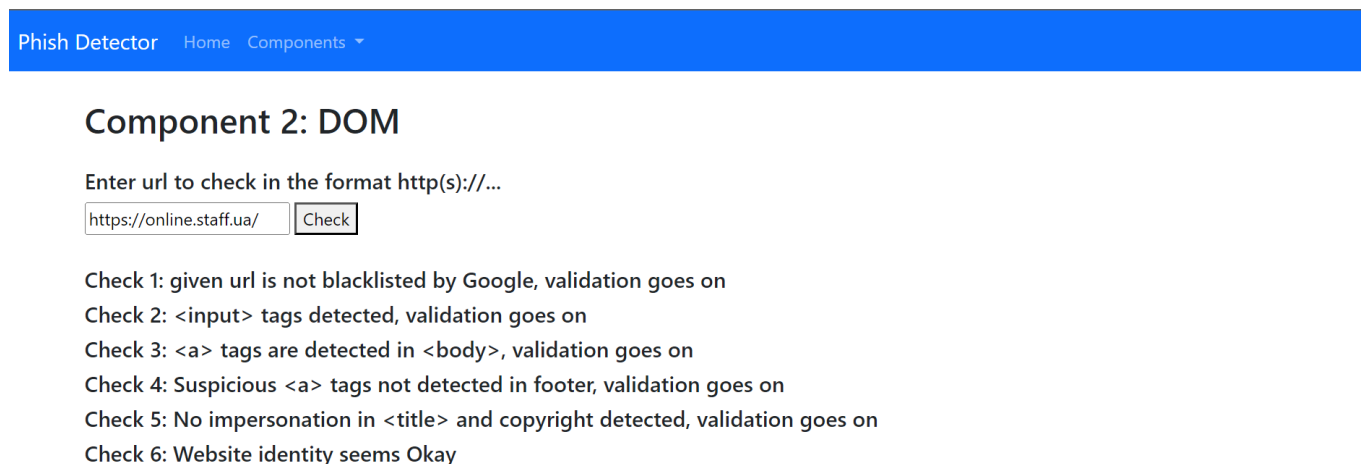 Phish Detector Home Components
Component 2: DOM
Enter url to check in the format http(s)://...
https://online.staff.ua/ Check
Check 1: given url is not blacklisted by Google, validation goes on
Check 2: <input> tags detected, validation goes on
Check 3: <a> tags are detected in <body>, validation goes on
Check 4: Suspicious <a> tags not detected in footer, validation goes on
Check 5: No impersonation in <title> and copyright detected, validation goes on
Check 6: Website identity seems Okay